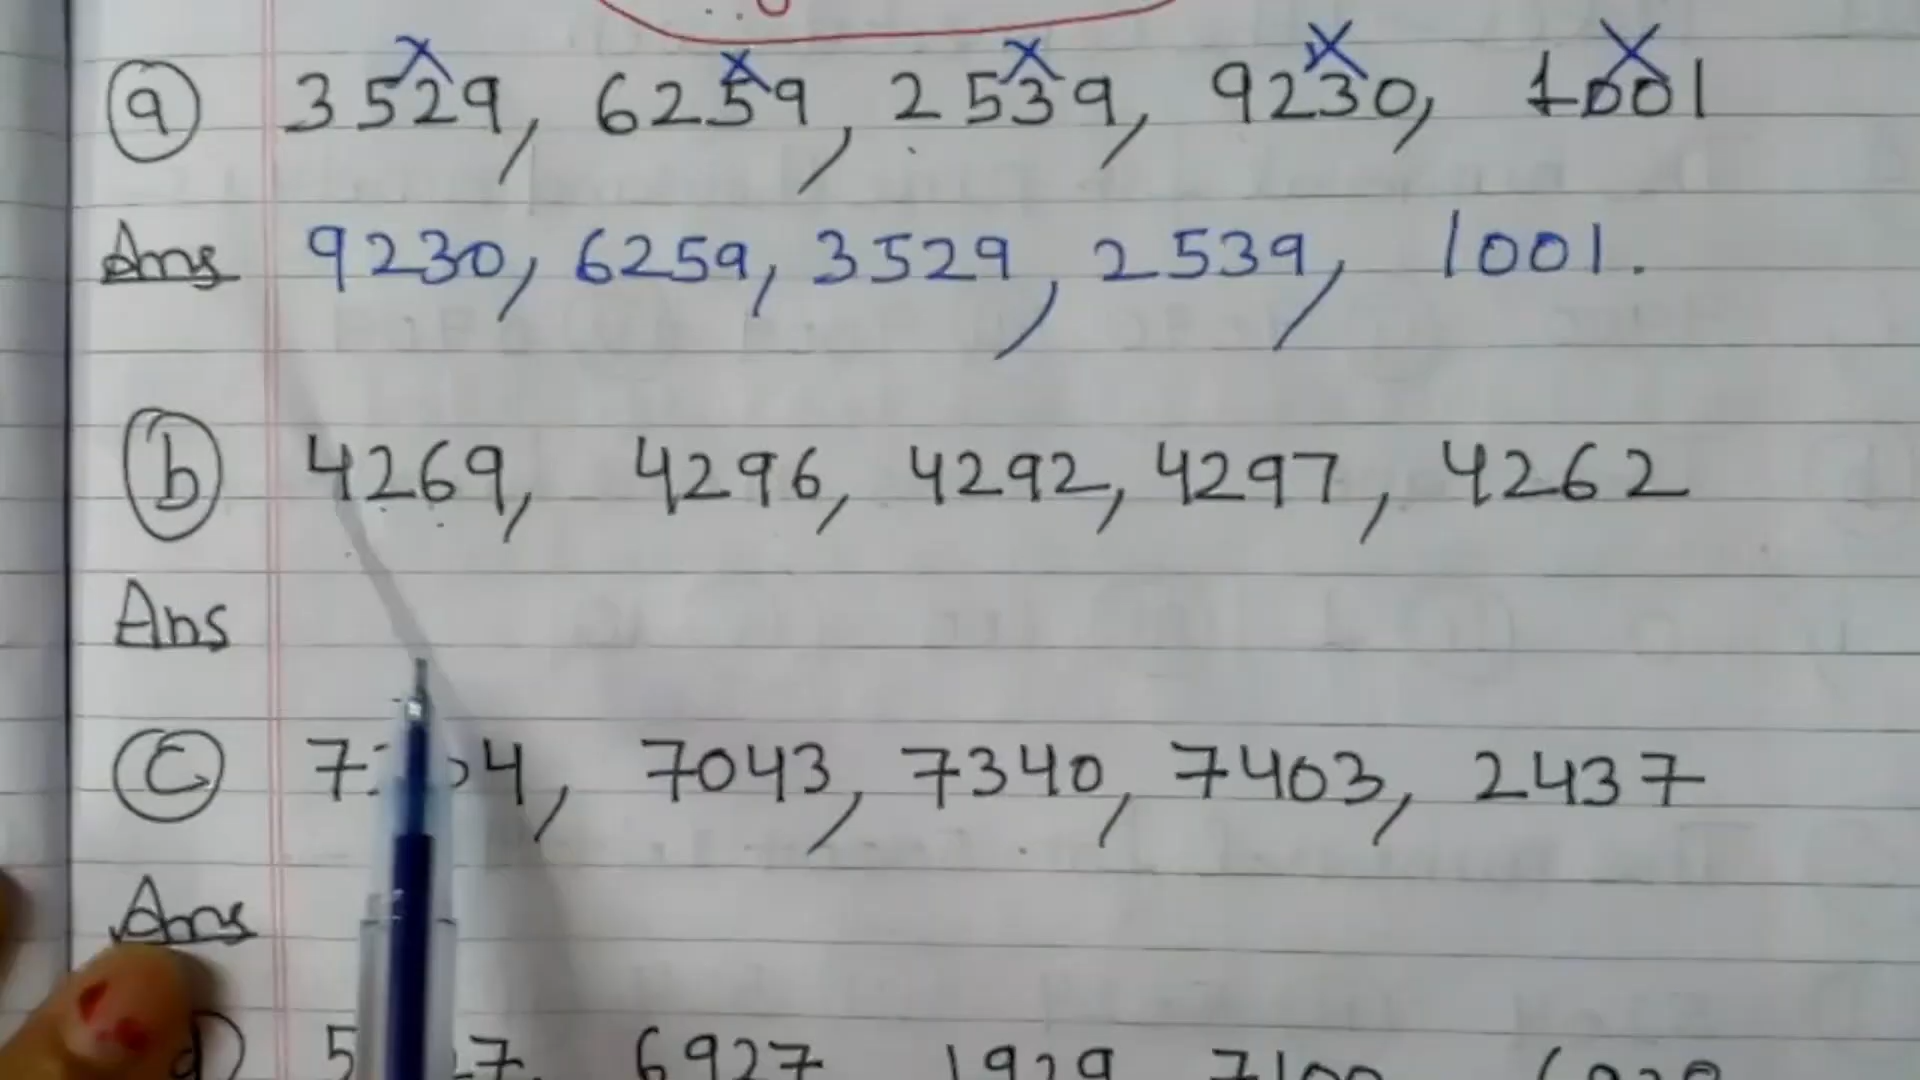 a 3529, 6259, 2539, 9230, 1001
Ans 9230, 6259, 3529, 2539, 1001.
b 4269, 4296, 4292, 4297, 4262
Ans
C 7043, 7340, 7403, 2437
Ans
d) 6927 1929